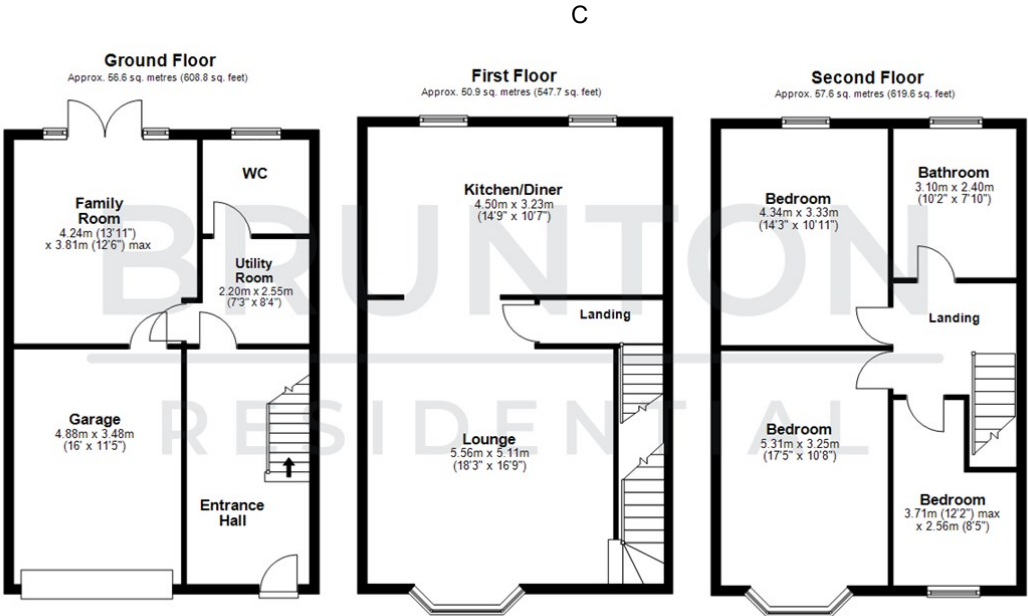 C
Ground Floor
Approx. 56.6 sq. metres (608.8 sq. feet)
WC
Family
Room
4.24m (13'11")
x 3.81m (12'6") max
Utility
Room
2.20m x 2.55m
(7'3" x 8'4")
Garage
4.88m x 3.48m
(16' x 11'5")
Entrance
Hall
First Floor
Approx. 50.9 sq. metres (547.7 sq. feet)
Kitchen/Diner
4.50m x 3.23m
(14'9" x 10'7")
Landing
Lounge
5.56m x 5.11m
(18'3" x 16'9")
Second Floor
Approx. 57.6 sq. metres (619.6 sq. feet)
Bedroom
4.34m x 3.33m
(14'3" x 10'11")
Bathroom
3.10m x 2.40m
(10'2" x 7'10")
Landing
Bedroom
5.31m x 3.25m
(17'5" x 10'8")
Bedroom
3.71m (12'2") max
x 2.56m (8'5")
BRUNTON
RESIDENTIAL